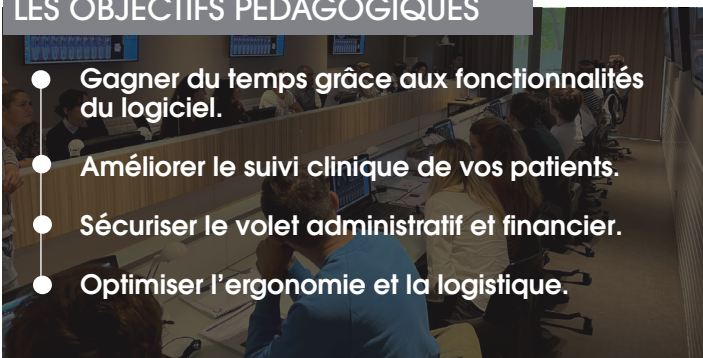 LES OBJECTIFS PÉDAGOGIQUES
Gagner du temps grâce aux fonctionnalités
du logiciel.
Améliorer le suivi clinique de vos patients.
Sécuriser le volet administratif et financier.
Optimiser l’ergonomie et la logistique.